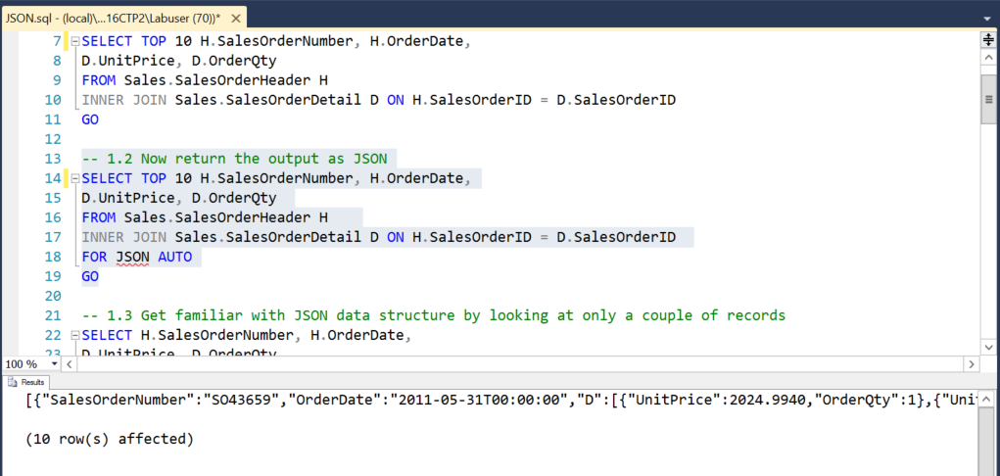 JSON.sql - (local)\...16CTP2\Labuser (70))*
7 SELECT TOP 10 H.SalesOrderNumber, H.OrderDate,
8 D.UnitPrice, D.OrderQty
9 FROM Sales.SalesOrderHeader H
10 INNER JOIN Sales.SalesOrderDetail D ON H.SalesOrderID = D.SalesOrderID
11 GO
12
13 -- 1.2 Now return the output as JSON
14 SELECT TOP 10 H.SalesOrderNumber, H.OrderDate,
15 D.UnitPrice, D.OrderQty
16 FROM Sales.SalesOrderHeader H
17 INNER JOIN Sales.SalesOrderDetail D ON H.SalesOrderID = D.SalesOrderID
18 FOR JSON AUTO
19 GO
20
21 -- 1.3 Get familiar with JSON data structure by looking at only a couple of records
22 SELECT H.SalesOrderNumber, H.OrderDate,
23 D.UnitPrice, D.OrderQty
100 %
Results
[{"SalesOrderNumber":"SO43659","OrderDate":"2011-05-31T00:00:00","D":[{"UnitPrice":2024.9940,"OrderQty":1},{"Uni
(10 row(s) affected)